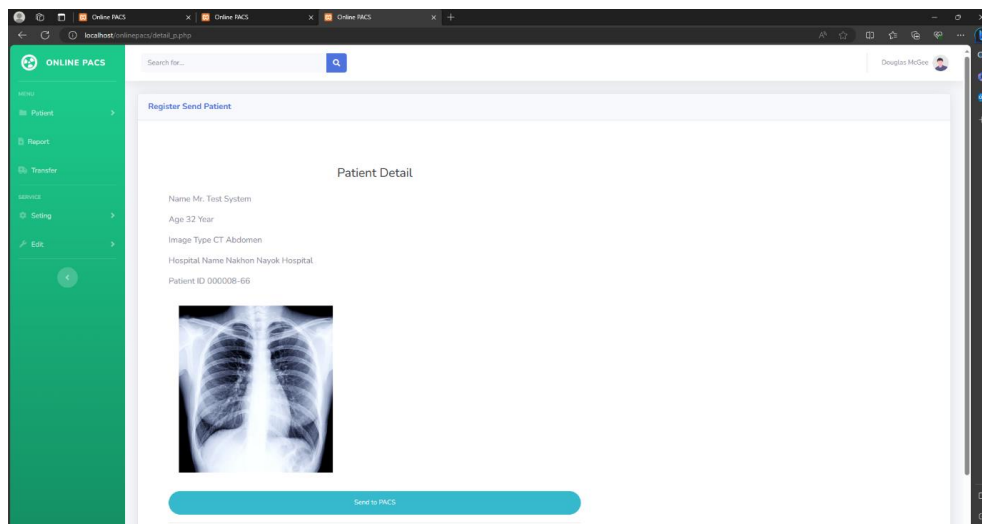 Online PACS
Online PACS
Online PACS
localhost/onlinepacs/detail_p.php
ONLINE PACS
Search for...
Douglas McGee
MENU
Patient
Report
Transfer
SERVICE
Setting
Edit
Register Send Patient
Patient Detail
Name Mr. Test System
Age 32 Year
Image Type CT Abdomen
Hospital Name Nakhon Nayok Hospital
Patient ID 000008-66
Send to PACS